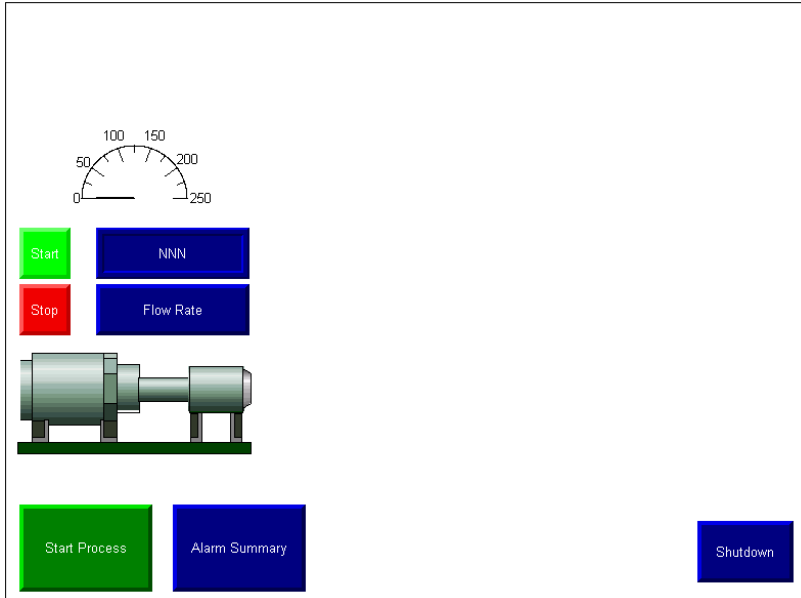 100 150
50 200
0 250
Start NNN
Stop Flow Rate
Start Process Alarm Summary Shutdown